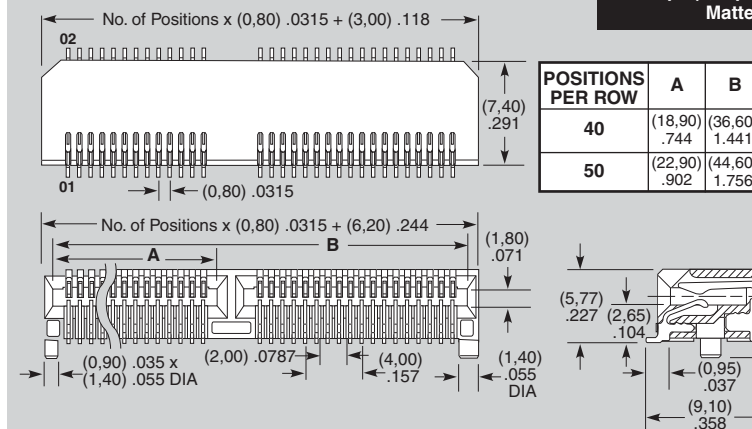 Matte
No. of Positions x (0,80) .0315 + (3,00) .118
02
(7,40)
.291
01
(0,80) .0315
POSITIONS PER ROW A B
40 (18,90) .744 (36,60 1.441
50 (22,90) .902 (44,60 1.756
No. of Positions x (0,80) .0315 + (6,20) .244
B
A
(1,80)
.071
(0,90) .035 x
(1,40) .055 DIA
(2,00) .0787
(4,00)
.157
(1,40)
.055
DIA
(5,77)
.227
(2,65)
.104
(0,95)
.037
(9,10)
.358